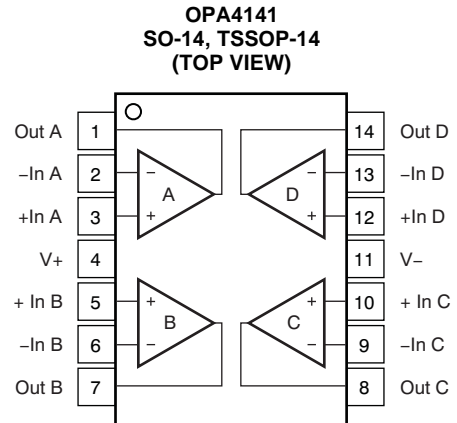 OPA4141
SO-14, TSSOP-14
(TOP VIEW)
Out A 1 14 Out D
−In A 2 − − 13 −In D
A D
+In A 3 + + 12 +In D
V+ 4 11 V−
+ In B 5 + + 10 + In C
B C
−In B 6 − − 9 −In C
Out B 7 8 Out C